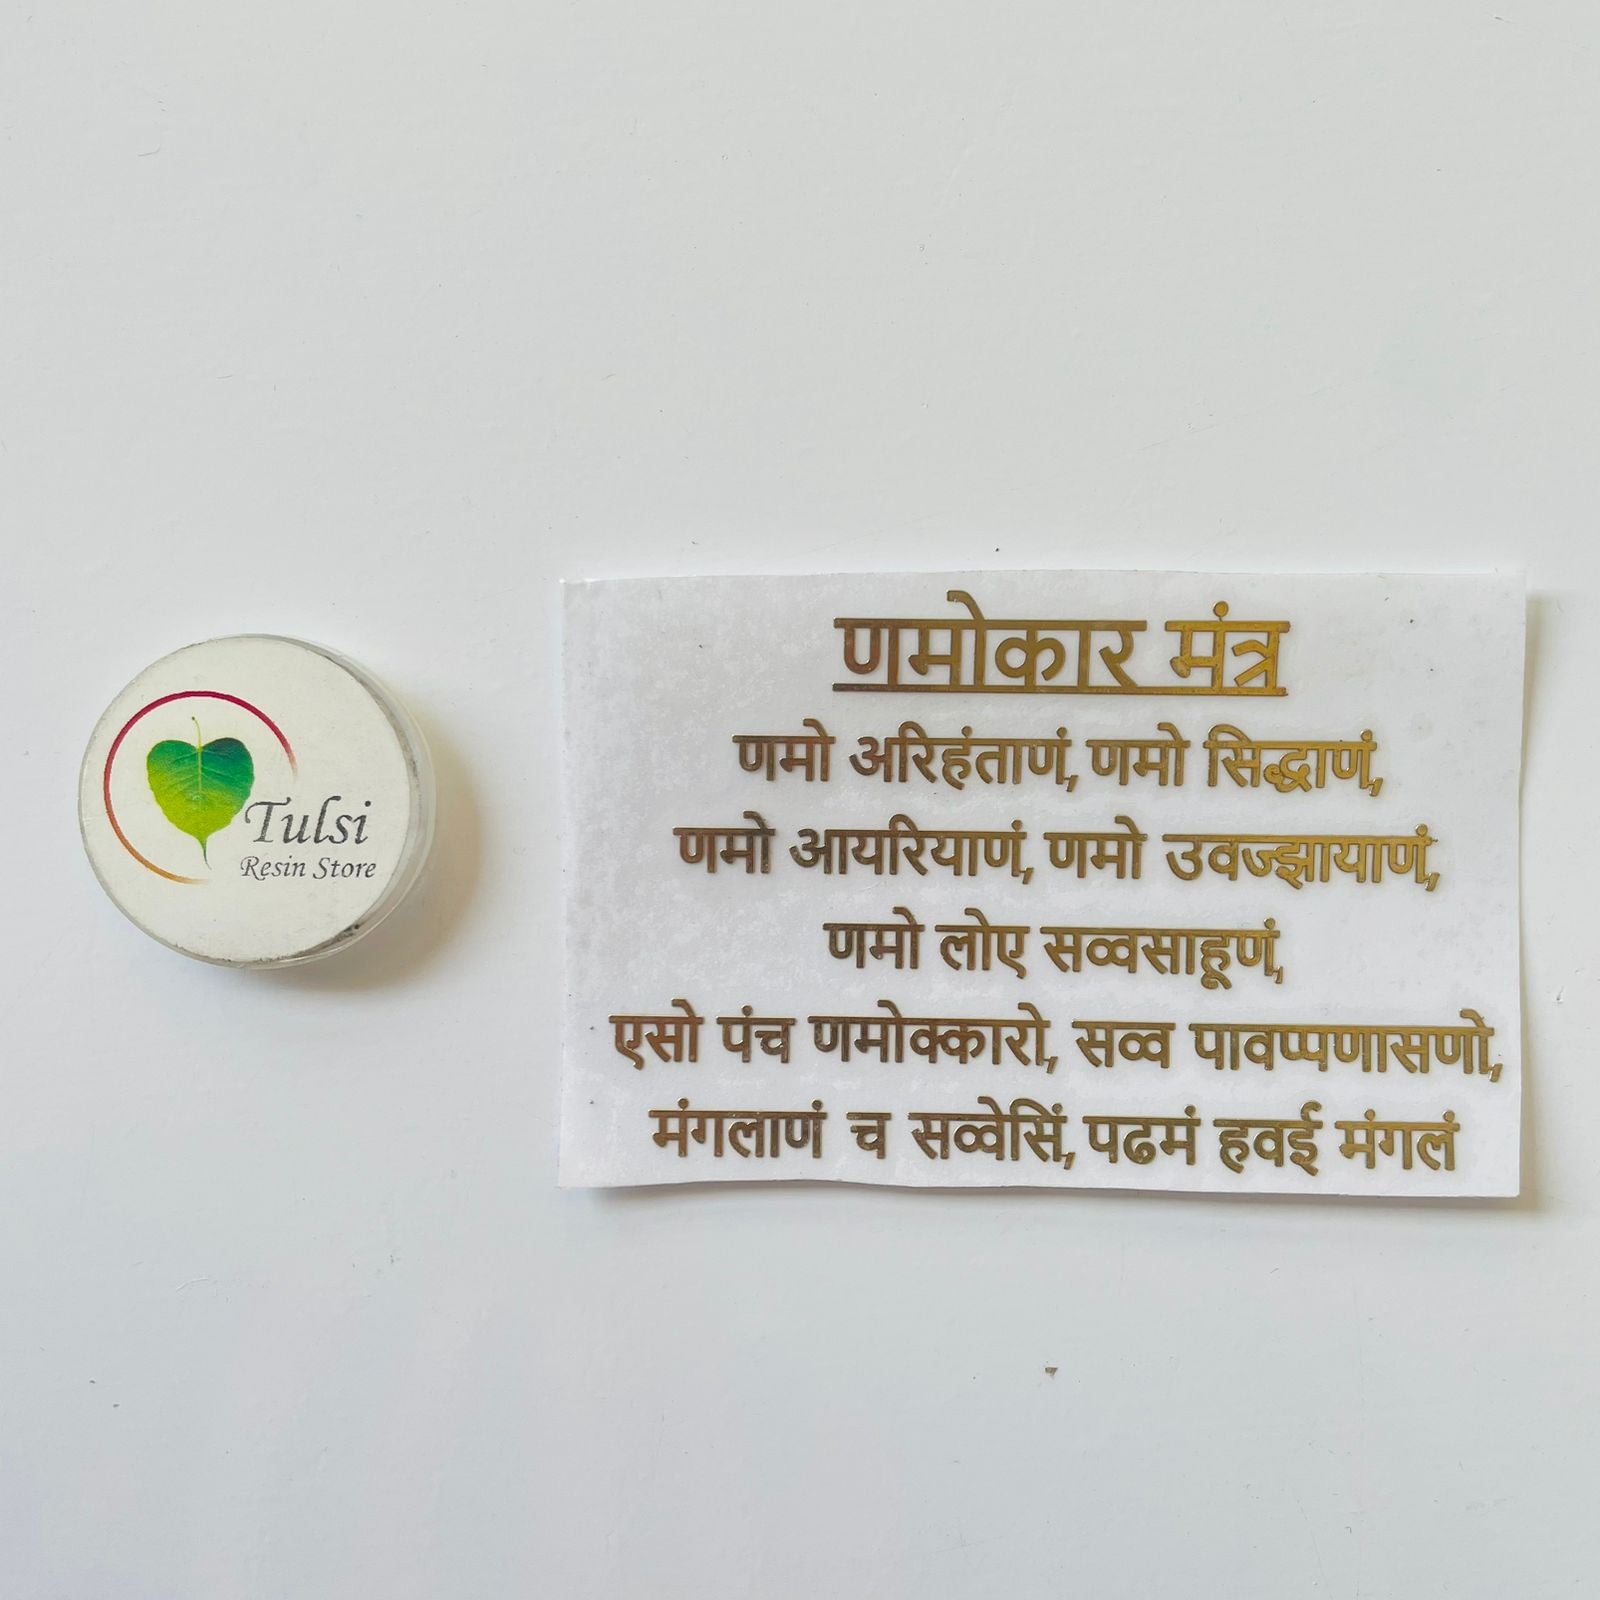 Tulsi
Resin Store
णमोकार मंत्र
णमो अरिहंताणं, णमो सिद्धाणं,
णमो आयरियाणं, णमो उवज्झायाणं,
णमो लोए सव्वसाहूणं,
एसो पंच णमोक्कारो, सव्व पावप्पणासणो,
मंगलाणं च सव्वेसिं, पढमं हवई मंगलं